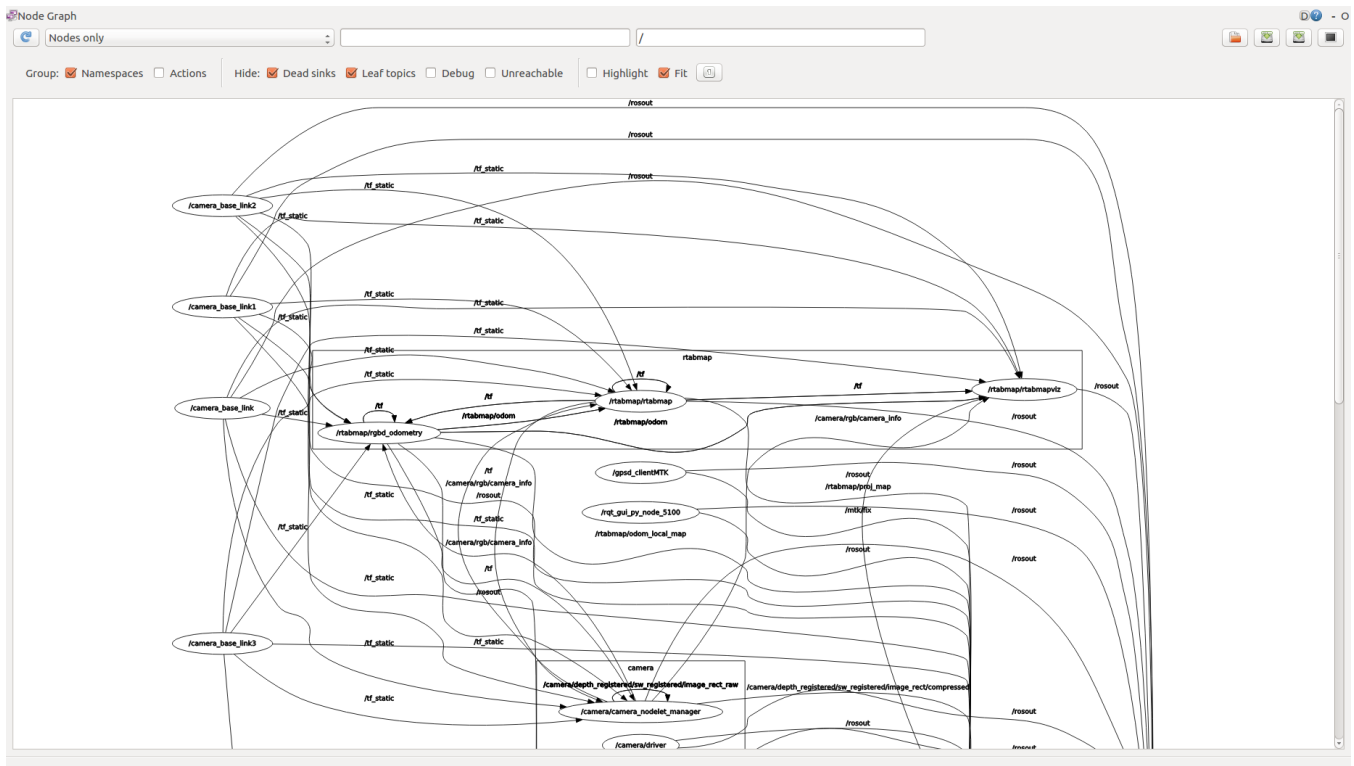 Node Graph
D - O
Nodes only
/
Group: Namespaces Actions Hide: Dead sinks Leaf topics Debug Unreachable Highlight Fit
/rosout
/rosout
/tf_static
/rosout
/tf_static
/camera_base_link2
/tf_static
/tf_static
/tf_static
/tf_static
/camera_base_link1
/tf_static
/tf_static
/tf_static
rtabmap
/tf_static
/tf
/tf
/rosout
/rtabmap/rtabmapviz
/tf
/rtabmap/rtabmap
/camera_base_link
/tf
/tf_static
/rtabmap/odom
/camera/rgb/camera_info
/rosout
/rtabmap/odom
/rtabmap/rgbd_odometry
/rosout
/tf
/gpsd_clientMTK
/rosout
/camera/rgb/camera_info
/rtabmap/proj_map
/tf_static
/rosout
/rqt_gui_py_node_5100
/mtk/fix
/rosout
/tf_static
/tf_static
/rtabmap/odom_local_map
/camera/rgb/camera_info
/rosout
/rosout
/tf
/tf_static
/rosout
/camera_base_link3
/tf_static
/tf_static
camera
/camera/depth_registered/sw_registered/image_rect_raw
/camera/depth_registered/sw_registered/image_rect/compressed
/tf_static
/camera/camera_nodelet_manager
/rosout
/rosout
/camera/driver
/rosout